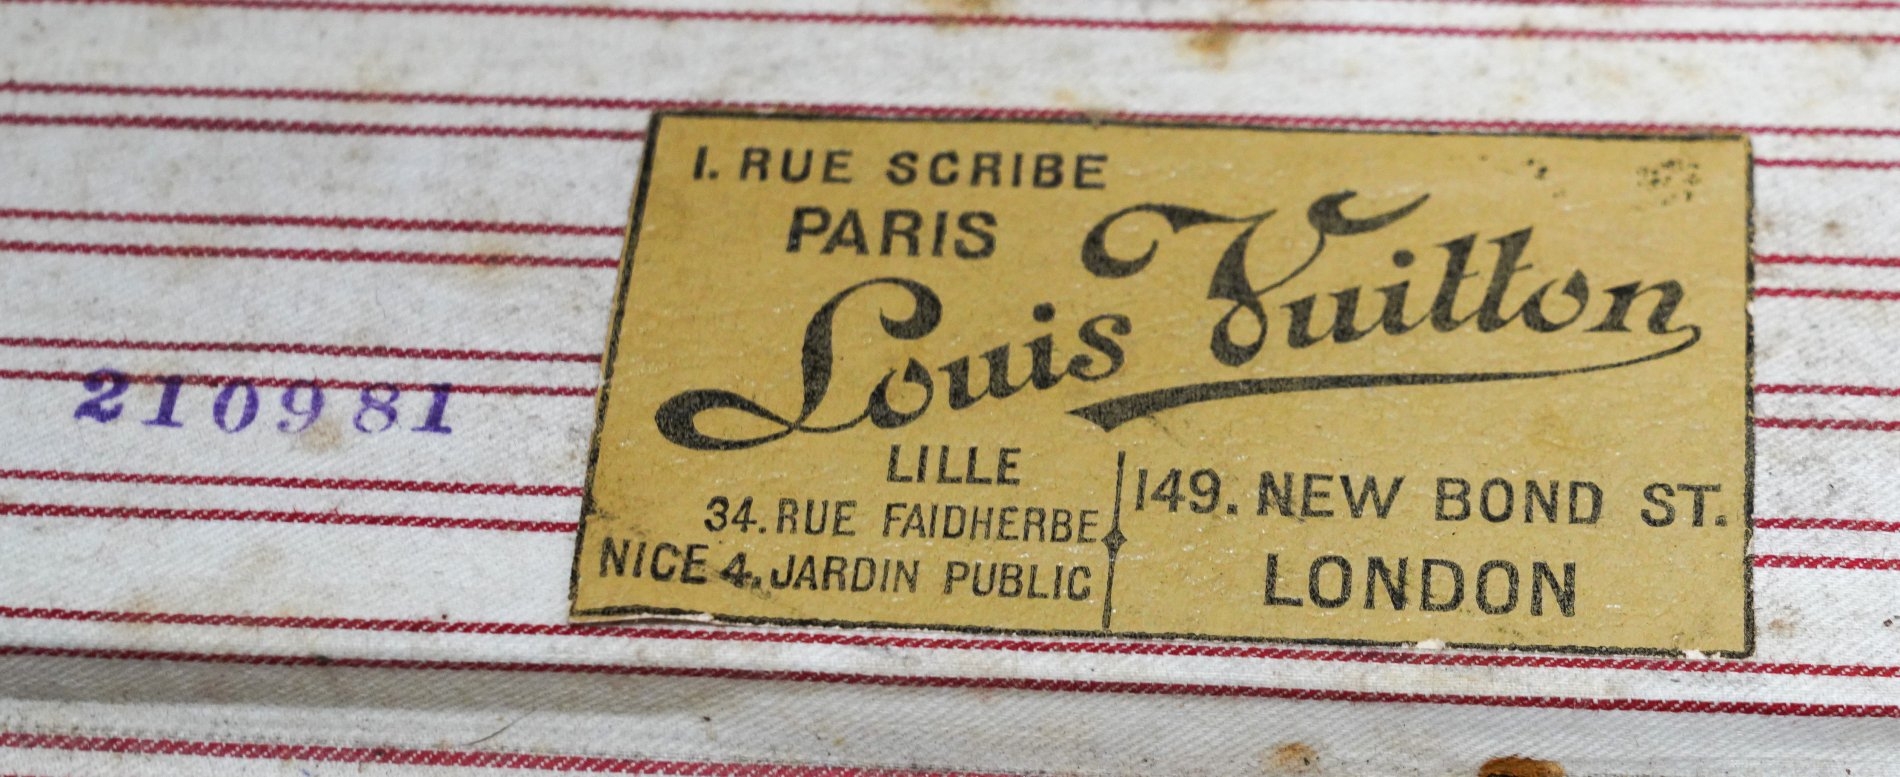 1. RUE SCRIBE
PARIS
Louis Vuitton
LILLE
34. RUE FAIDHERBE
NICE 4. JARDIN PUBLIC
149. NEW BOND ST.
LONDON
210981